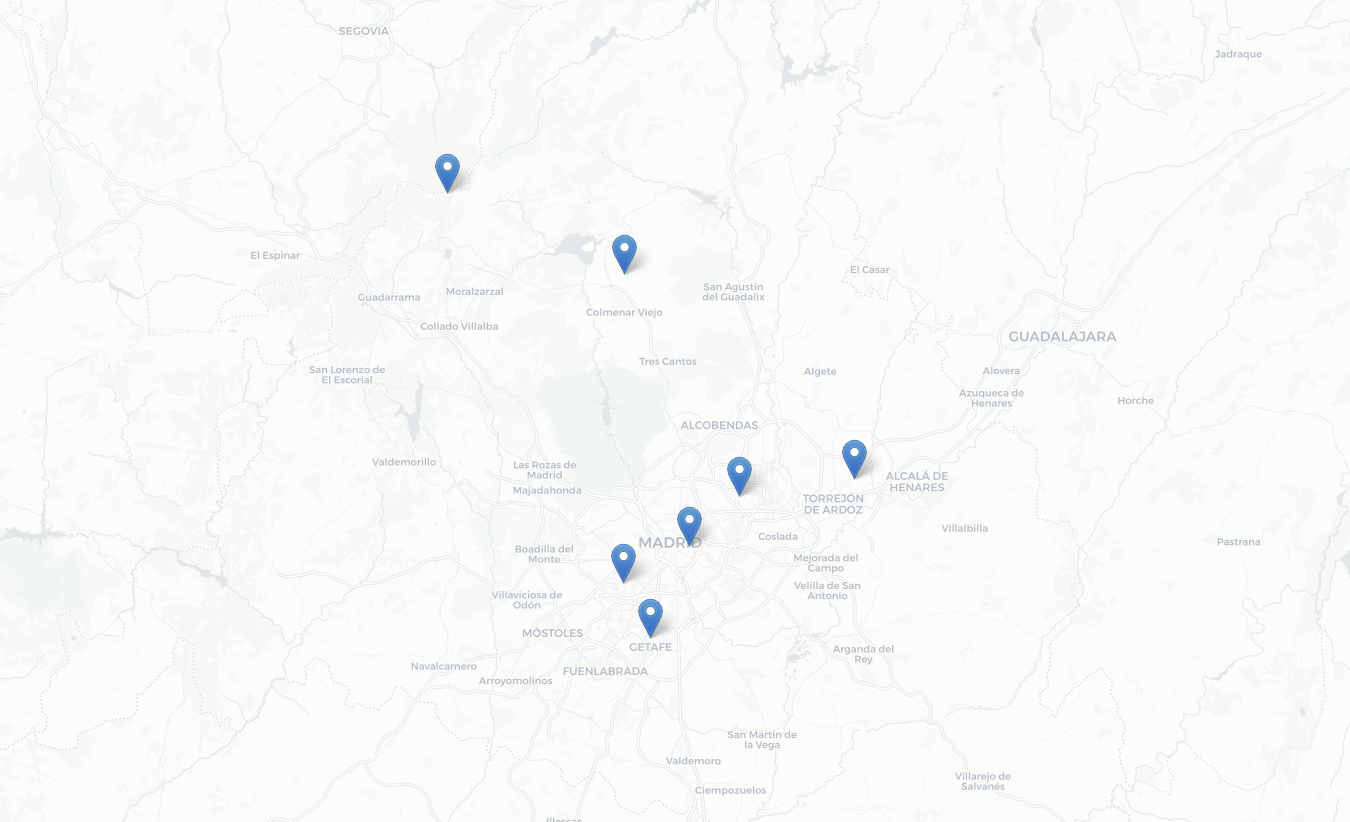 SEGOVIA
Jadraque
El Espinar
El Casar
Guadarrama
Moralzarzal
San Agustín
del Guadalix
Colmenar Viejo
Collado Villalba
GUADALAJARA
Tres Cantos
San Lorenzo de
El Escorial
Algete
Alovera
Azuqueca de
Henares
Horche
ALCOBENDAS
Valdemorillo
Las Rozas de
Madrid
Majadahonda
ALCALÁ DE
HENARES
TORREJÓN
DE ARDOZ
Villalbilla
MADRID
Coslada
Pastrana
Boadilla del
Monte
Mejorada del
Campo
Velilla de San
Antonio
Villaviciosa de
Odón
MÓSTOLES
GETAFE
Arganda del
Rey
Navalcarnero
FUENLABRADA
Arroyomolinos
San Martín de
la Vega
Valdemoro
Villarejo de
Salvanés
Ciempozuelos
Illescas